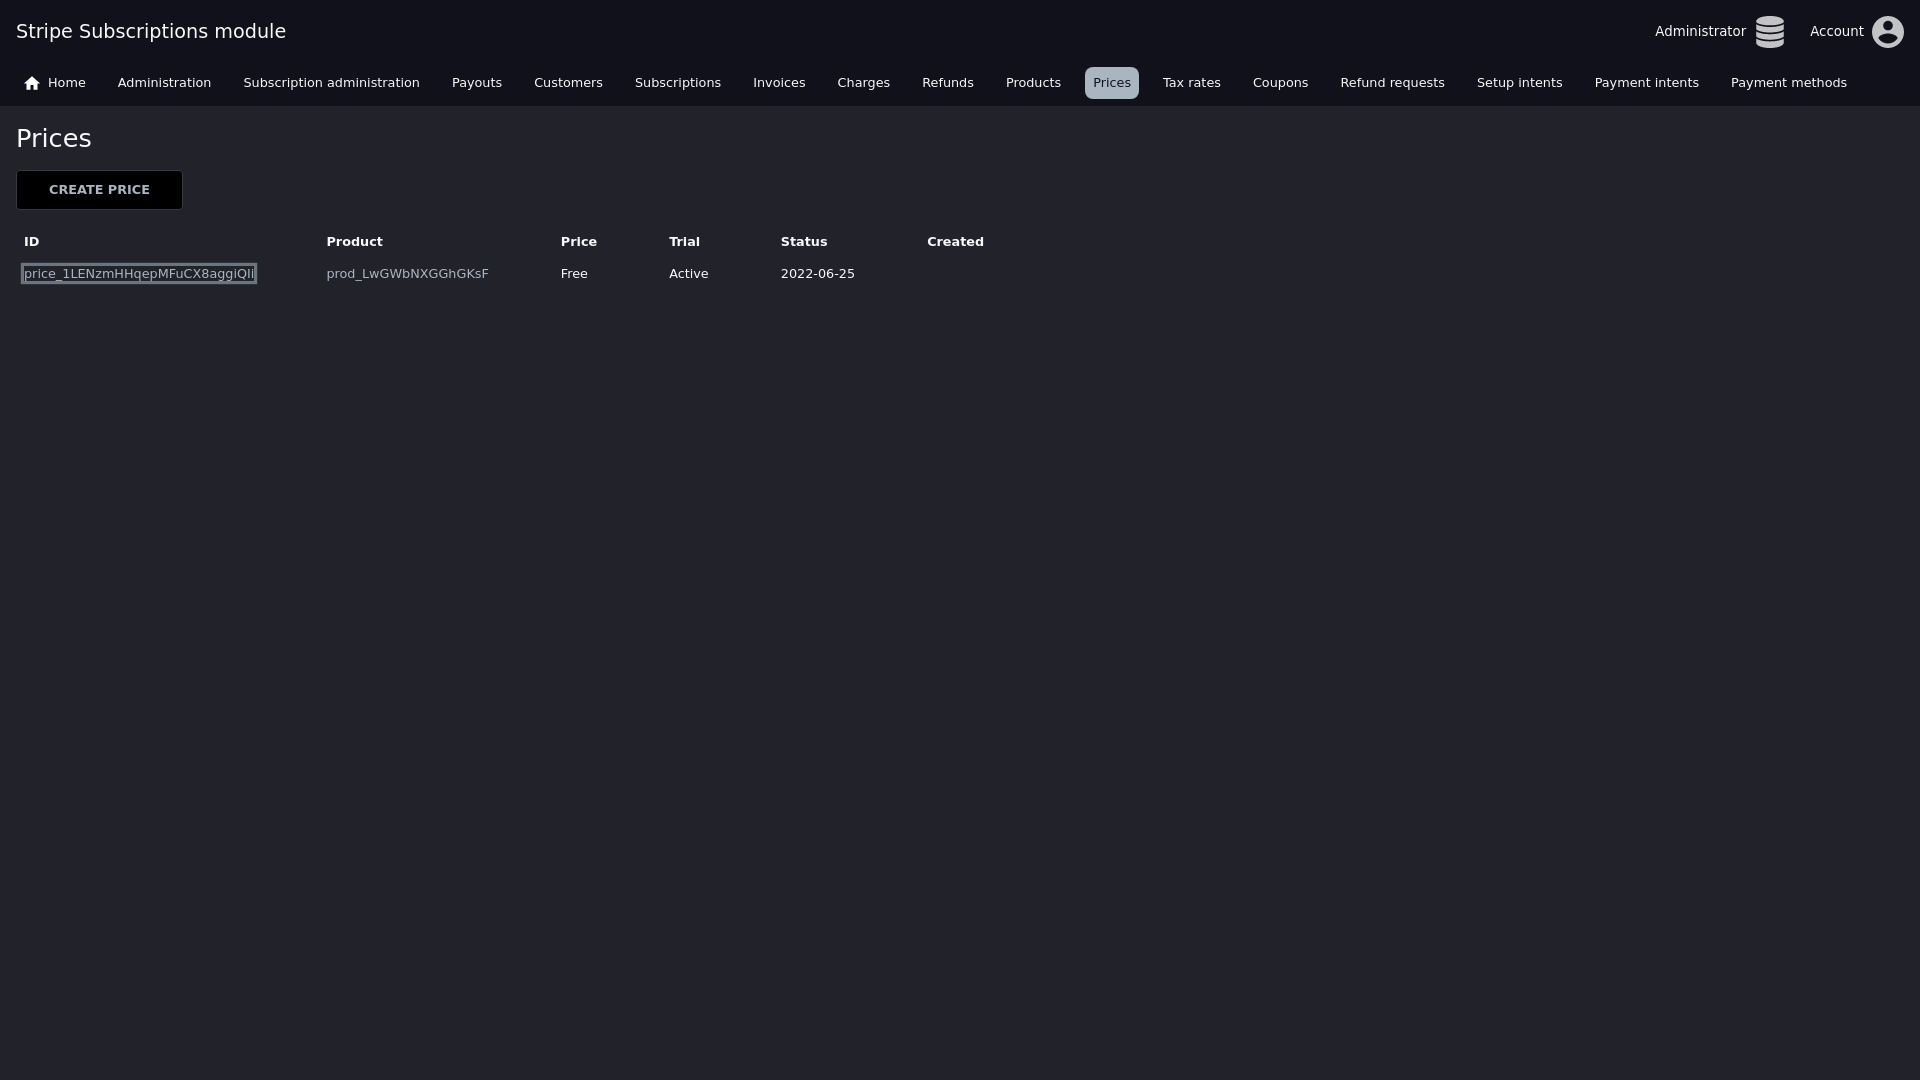 Stripe Subscriptions module
Administrator
Account
Home Administration Subscription administration Payouts Customers Subscriptions Invoices Charges Refunds Products Prices Tax rates Coupons Refund requests Setup intents Payment intents Payment methods
Prices
CREATE PRICE
ID Product Price Trial Status Created
price_1LENzmHHqepMFuCX8aggiQIi prod_LwGWbNXGGhGKsF Free Active 2022-06-25